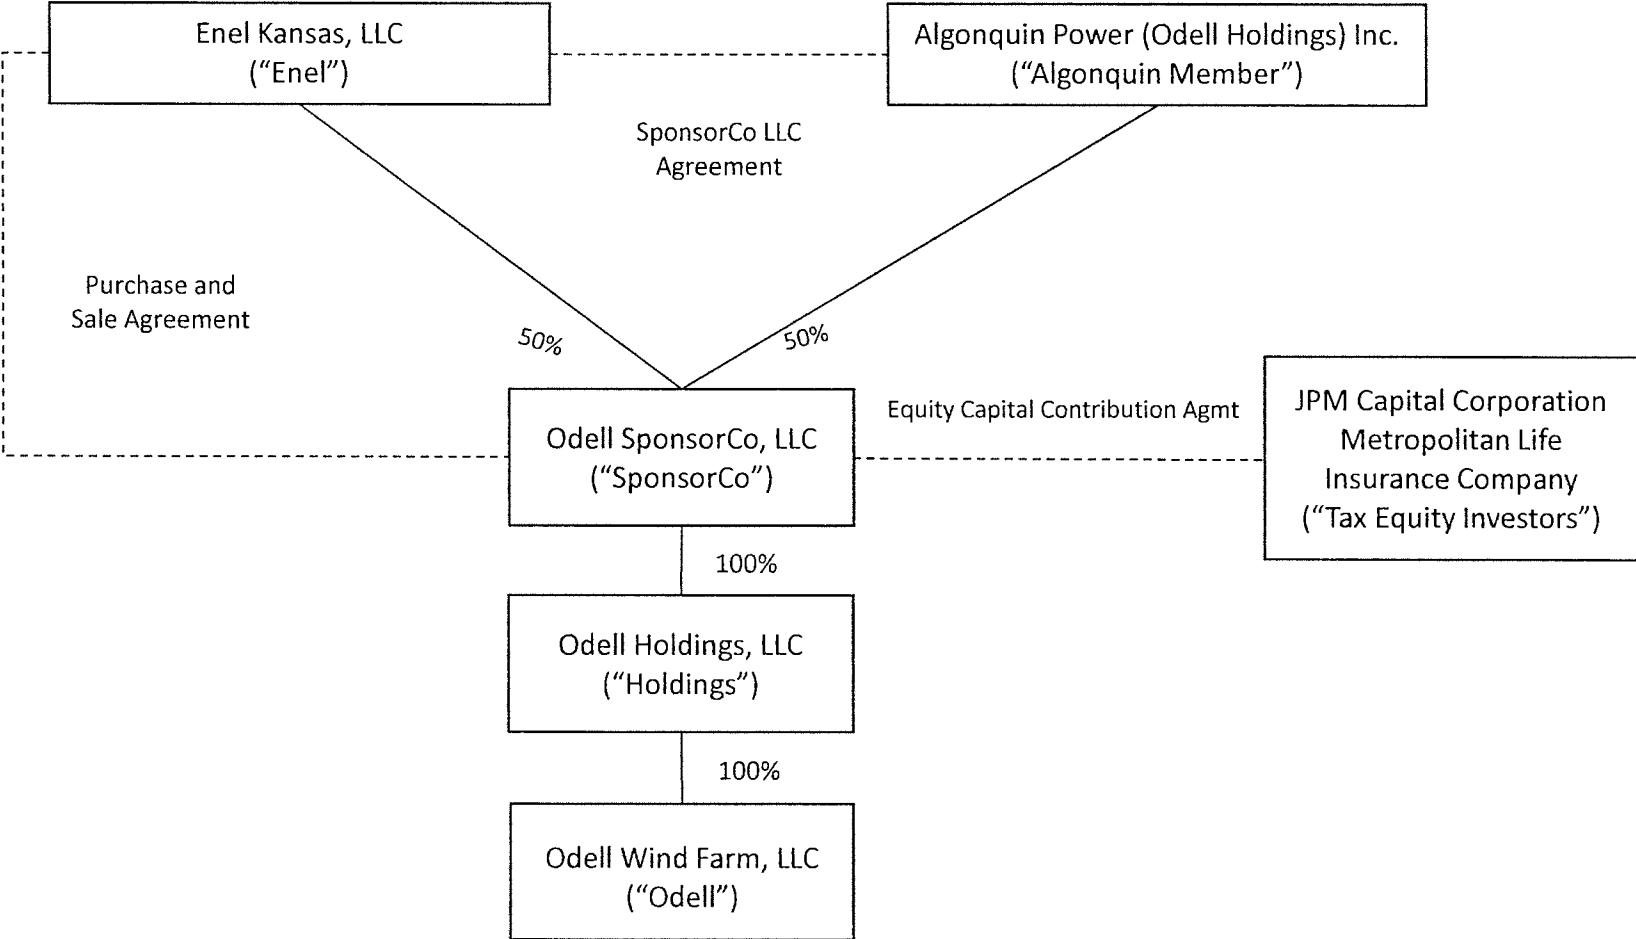 Enel Kansas, LLC
(“Enel”)
Algonquin Power (Odell Holdings) Inc.
(“Algonquin Member”)
SponsorCo LLC
Agreement
Purchase and
Sale Agreement
50%
50%
Odell SponsorCo, LLC
(“SponsorCo”)
Equity Capital Contribution Agmt
JPM Capital Corporation
Metropolitan Life
Insurance Company
(“Tax Equity Investors”)
100%
Odell Holdings, LLC
(“Holdings”)
100%
Odell Wind Farm, LLC
(“Odell”)